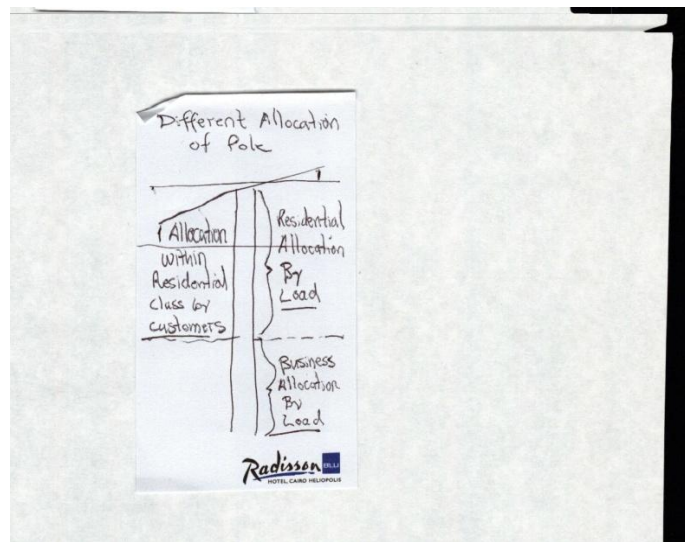 Different Allocation
of Pole
Allocation
within
Residential
Class by
customers
Residential
Allocation
By
Load
Business
Allocation
By
Load
Radisson BLU
HOTEL, CAIRO HELIOPOLIS